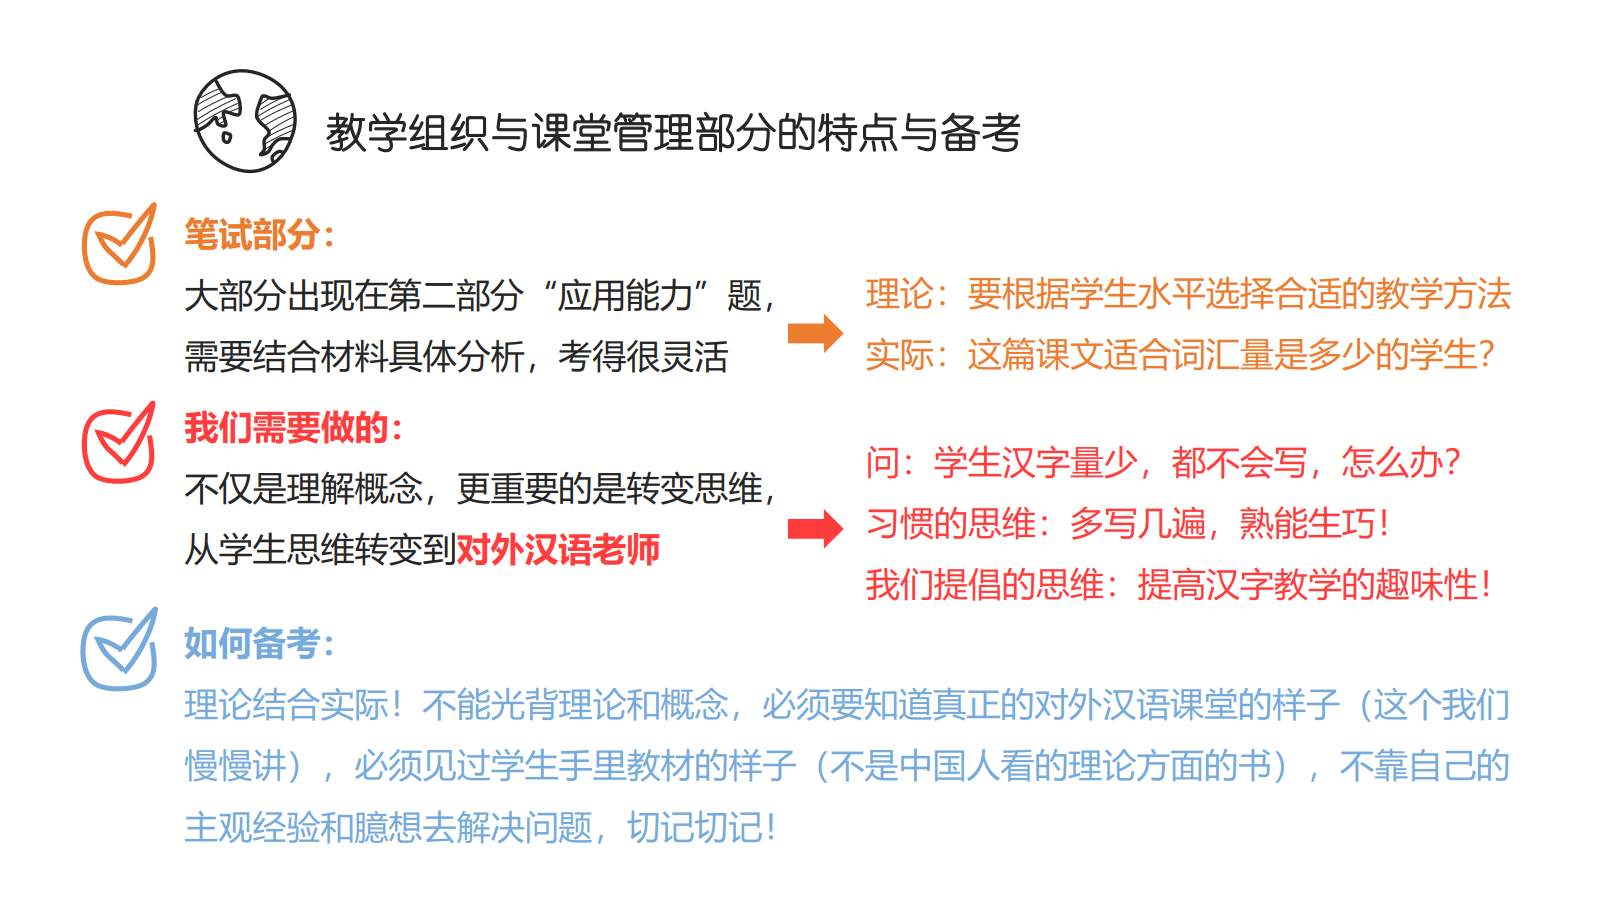 教学组织与课堂管理部分的特点与备考
笔试部分：
大部分出现在第二部分“应用能力”题，
需要结合材料具体分析，考得很灵活
理论：要根据学生水平选择合适的教学方法
实际：这篇课文适合词汇量是多少的学生？
我们需要做的：
不仅是理解概念，更重要的是转变思维，
从学生思维转变到对外汉语老师
问：学生汉字量少，都不会写，怎么办？
习惯的思维：多写几遍，熟能生巧！
我们提倡的思维：提高汉字教学的趣味性！
如何备考：
理论结合实际！不能光背理论和概念，必须要知道真正的对外汉语课堂的样子（这个我们
慢慢讲），必须见过学生手里教材的样子（不是中国人看的理论方面的书），不靠自己的
主观经验和臆想去解决问题，切记切记！